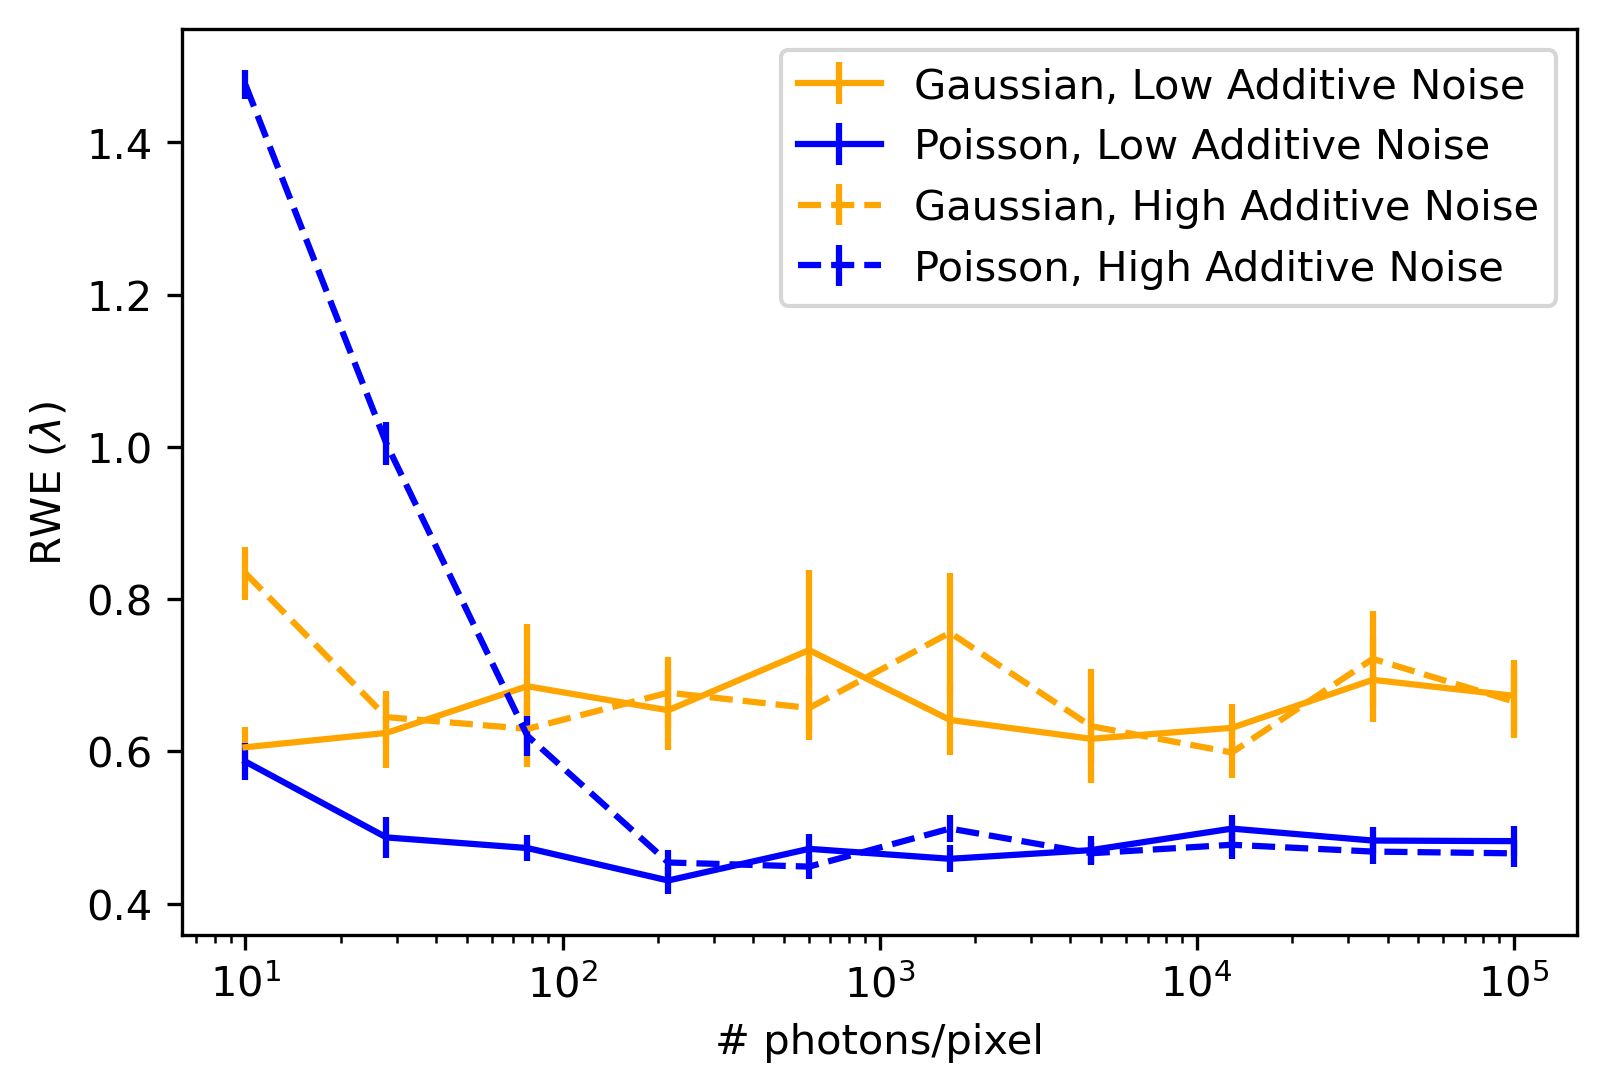 Gaussian, Low Additive Noise
Poisson, Low Additive Noise
Gaussian, High Additive Noise
Poisson, High Additive Noise
1.4
1.2
1.0
0.8
0.6
0.4
RWE (λ)
10¹ 10² 10³ 10⁴ 10⁵
# photons/pixel